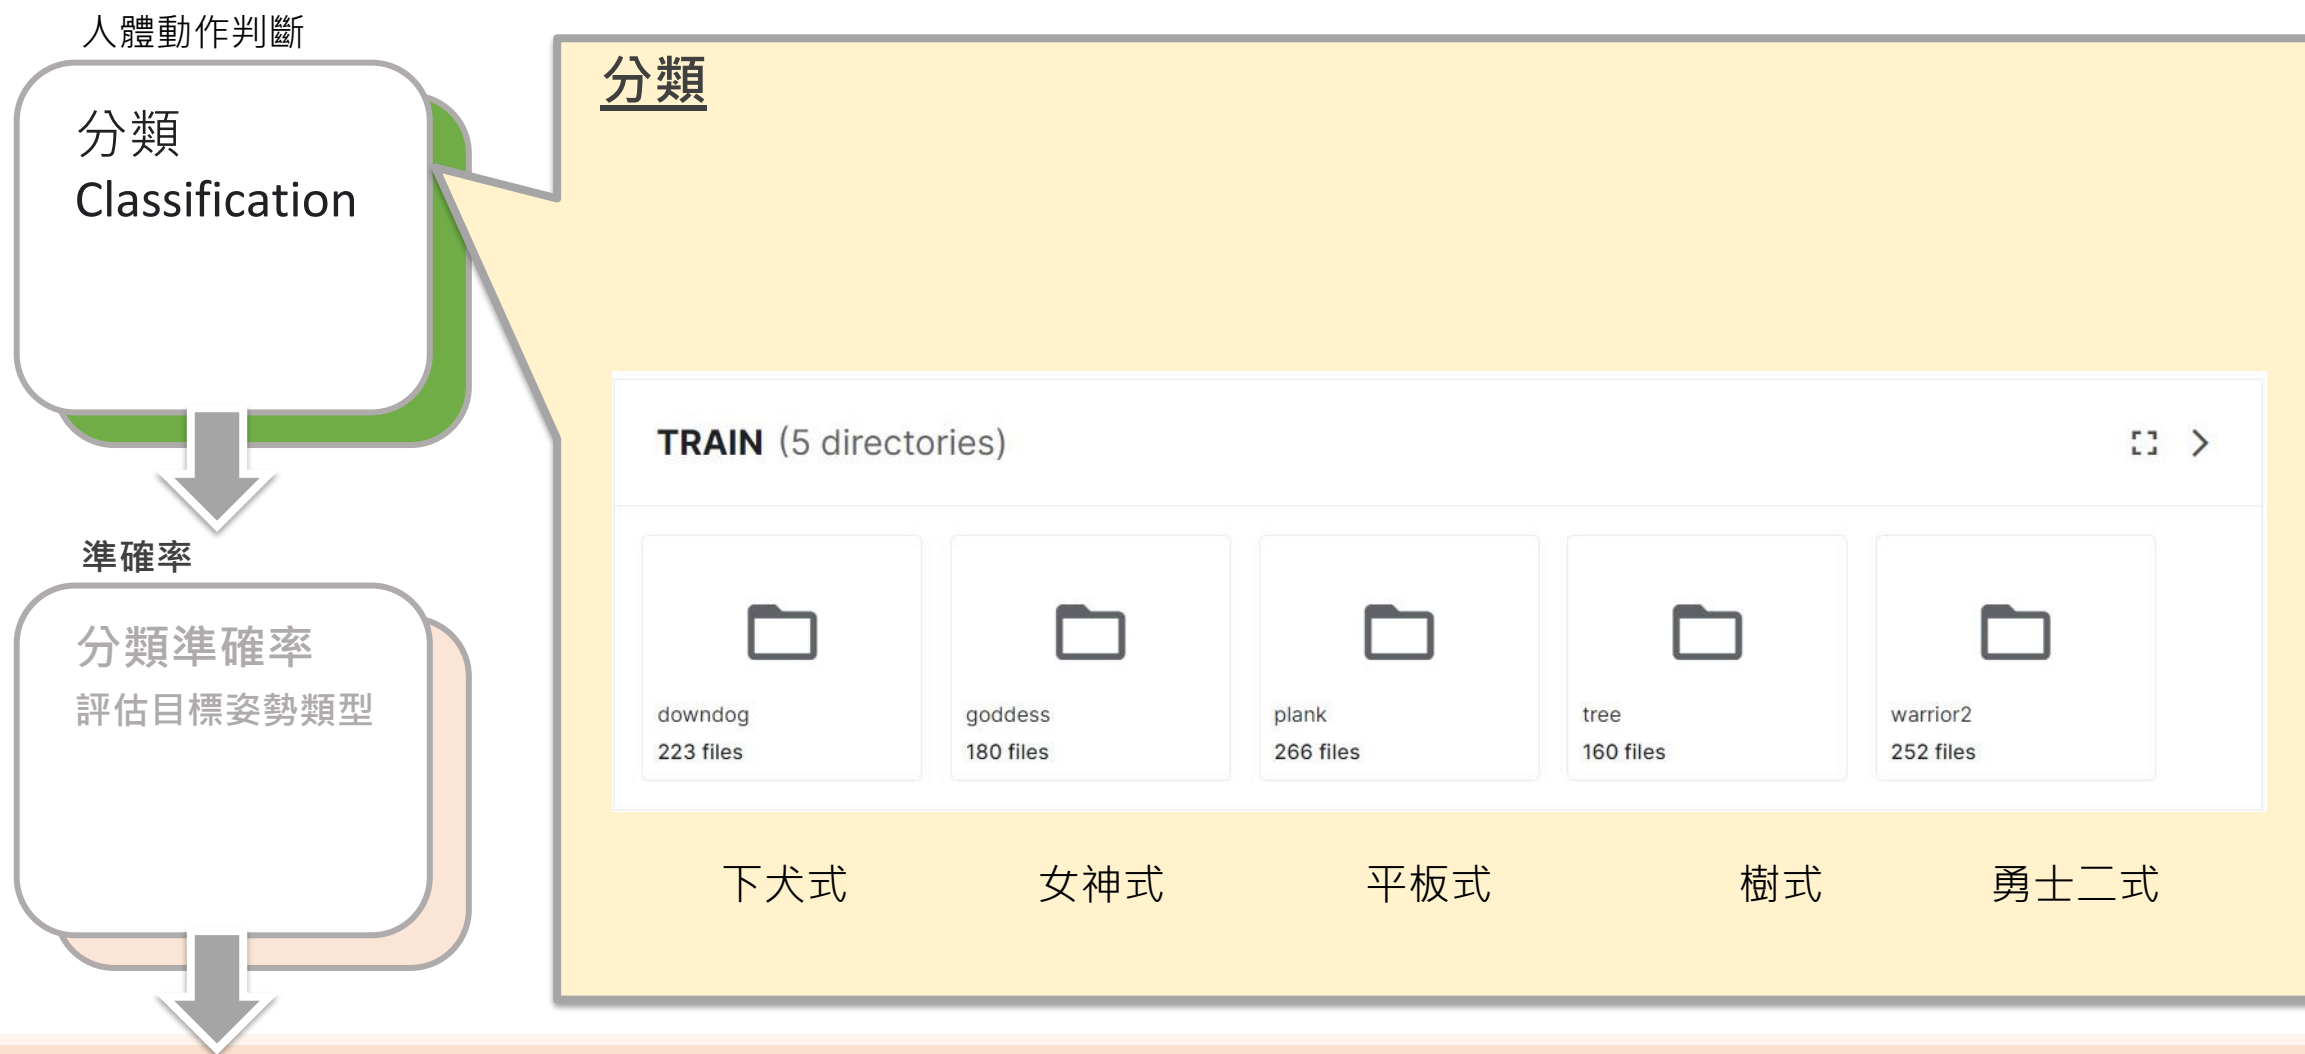 人體動作判斷
分類
Classification
準確率
分類準確率
評估目標姿勢類型
分類
TRAIN (5 directories)
downdog
223 files
goddess
180 files
plank
266 files
tree
160 files
warrior2
252 files
下犬式
女神式
平板式
樹式
勇士二式